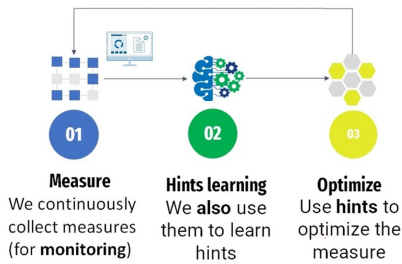 01
Measure
We continuously
collect measures
(for monitoring)
02
Hints learning
We also use
them to learn
hints
03
Optimize
Use hints to
optimize the
measure